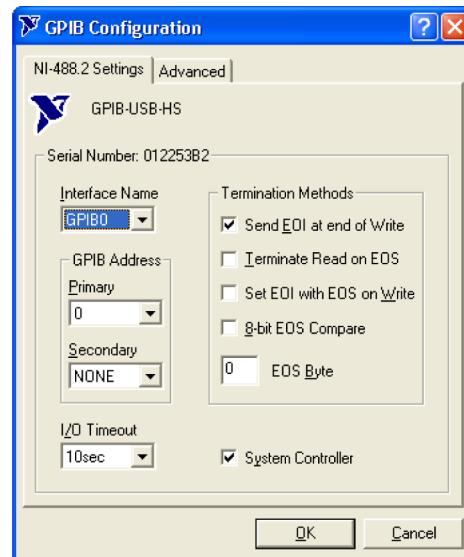 GPIB Configuration
NI-488.2 Settings
Advanced
GPIB-USB-HS
Serial Number: 012253B2
Interface Name
GPIB0
GPIB Address
Primary
0
Secondary
NONE
I/O Timeout
10sec
Termination Methods
Send EOI at end of Write
Terminate Read on EOS
Set EOI with EOS on Write
8-bit EOS Compare
0 EOS Byte
System Controller
OK
Cancel